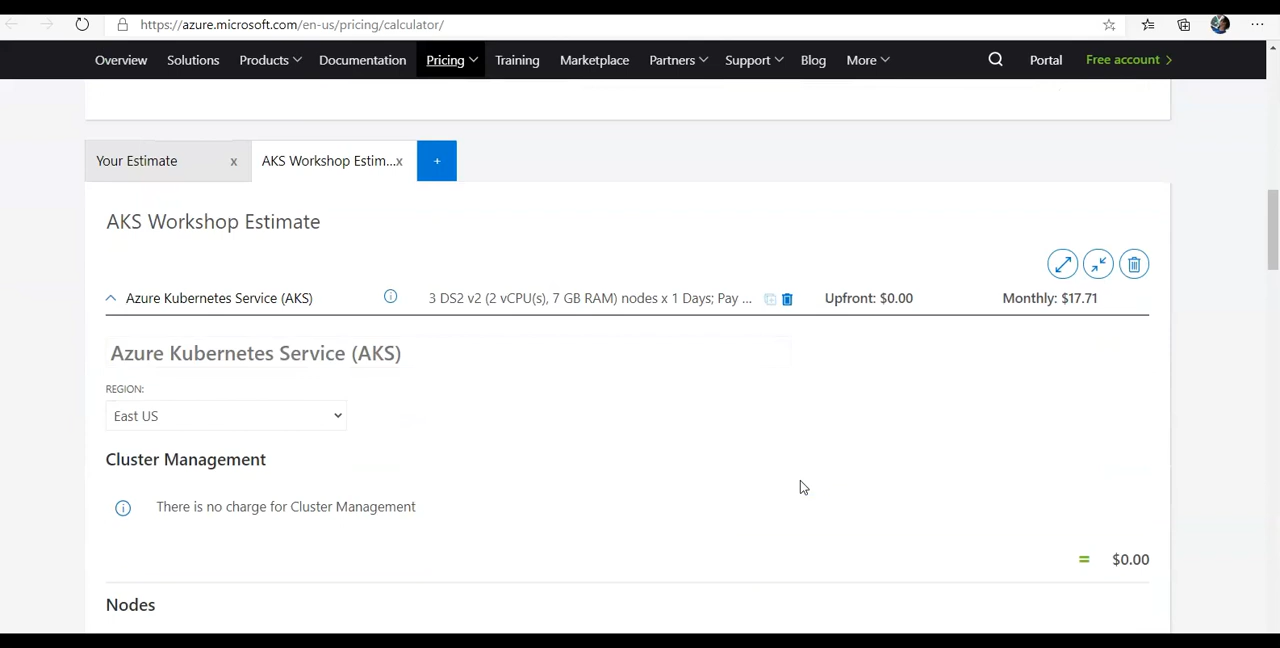 https://azure.microsoft.com/en-us/pricing/calculator/
Overview Solutions Products Documentation Pricing Training Marketplace Partners Support Blog More Portal Free account
Your Estimate x AKS Workshop Estim...x +
AKS Workshop Estimate
Azure Kubernetes Service (AKS) 3 DS2 v2 (2 vCPU(s), 7 GB RAM) nodes x 1 Days; Pay ... Upfront: $0.00 Monthly: $17.71
Azure Kubernetes Service (AKS)
REGION:
East US
Cluster Management
There is no charge for Cluster Management
= $0.00
Nodes